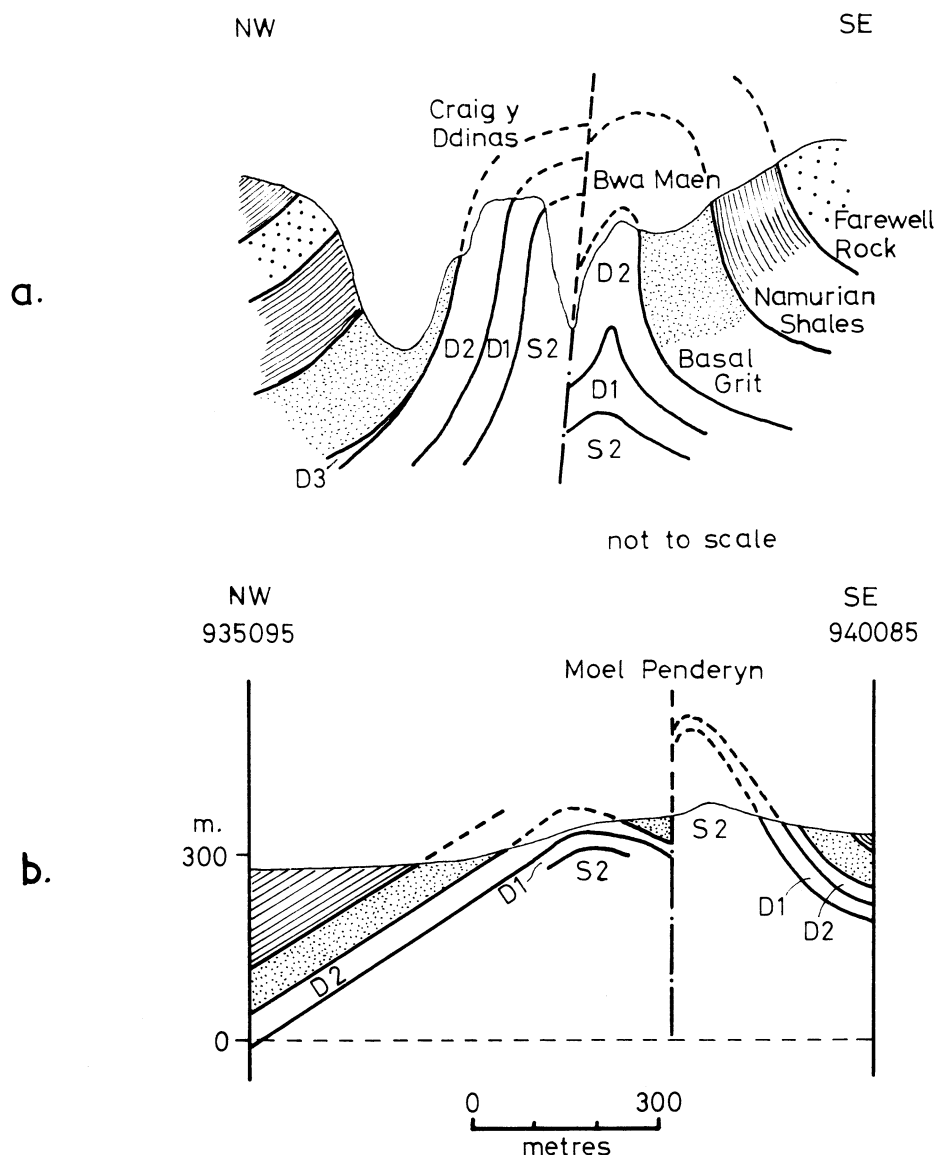 NW
SE
Craig y
Ddinas
Bwa Maen
Farewell
Rock
a.
D2
Namurian
Shales
D2
D1
S2
Basal
Grit
D1
S2
D3
not to scale
NW
SE
935095
940085
Moel Penderyn
m.
300
S2
b.
D1
S2
D1
D2
D2
0
0
300
metres